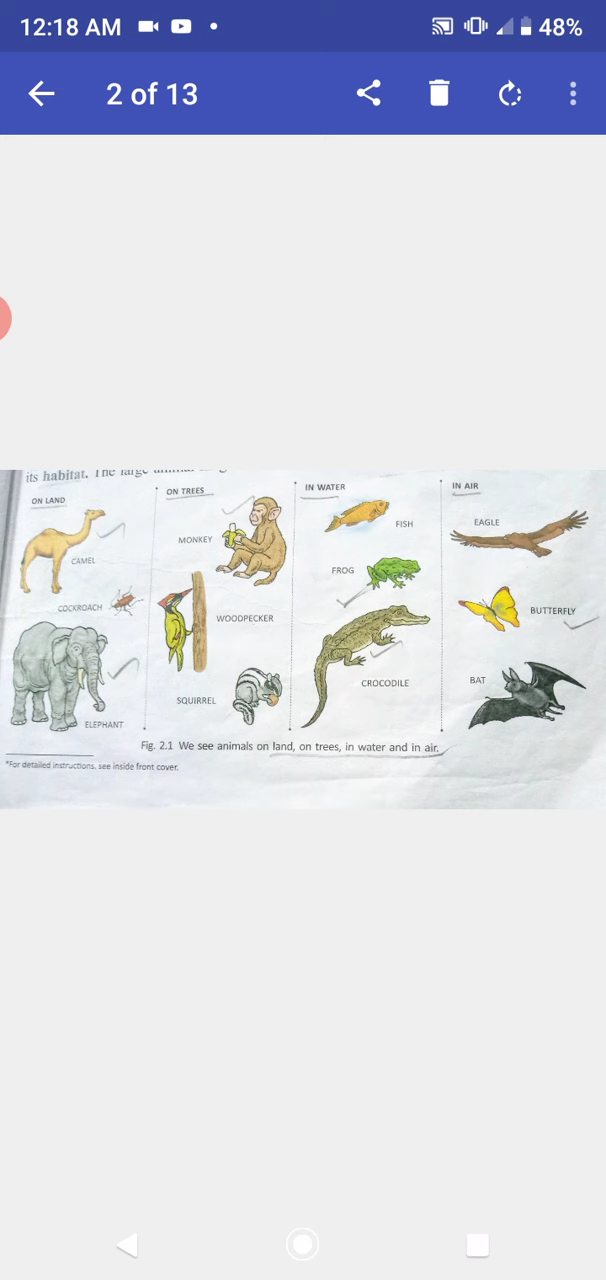 12:18 AM
48%
2 of 13
its habitat. The large
ON LAND
CAMEL
COCKROACH
ELEPHANT
ON TREES
MONKEY
WOODPECKER
SQUIRREL
IN WATER
FISH
FROG
CROCODILE
IN AIR
EAGLE
BUTTERFLY
BAT
Fig. 2.1 We see animals on land, on trees, in water and in air.
*For detailed instructions, see inside front cover.